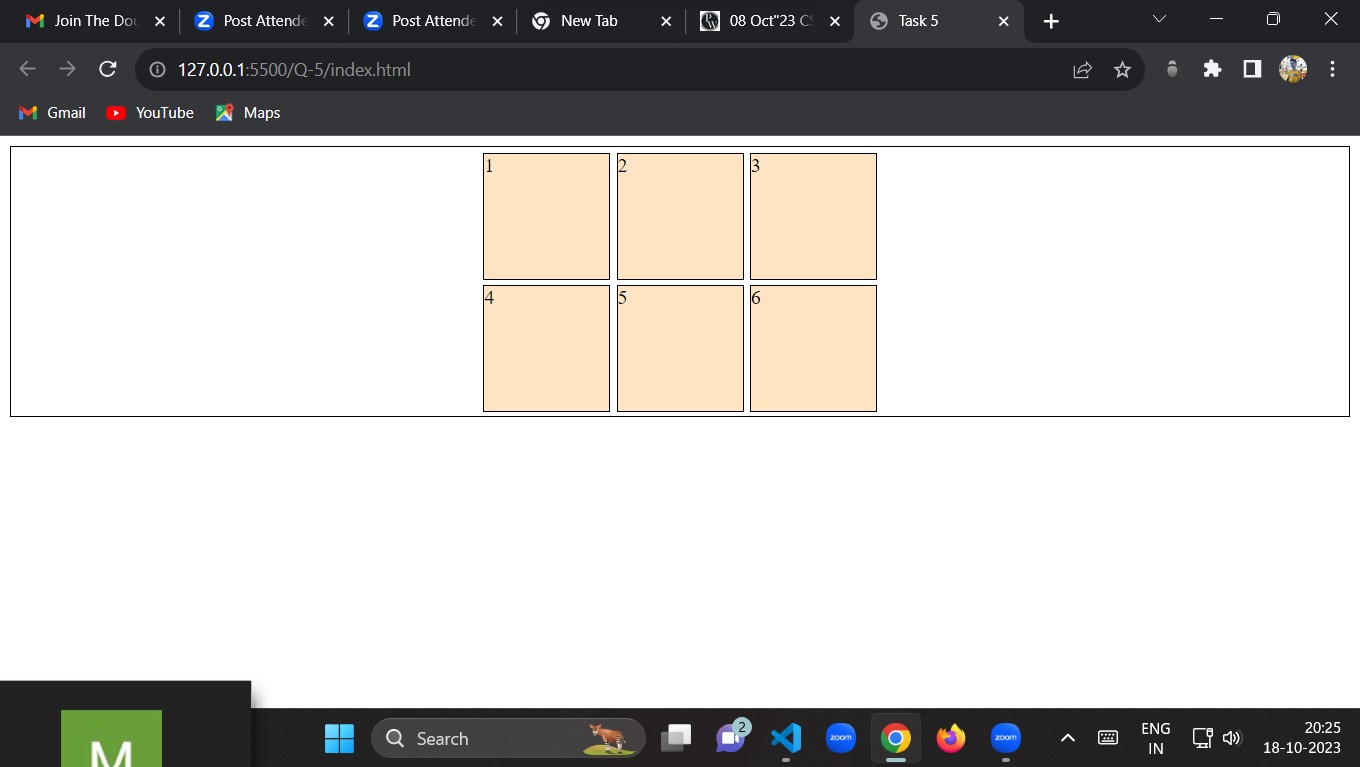 Join The Dou
Post Attende
Post Attende
New Tab
08 Oct"23 CS
Task 5
127.0.0.1:5500/Q-5/index.html
Gmail
YouTube
Maps
1 2 3
4 5 6
M
Search
2
zoom
zoom
ENG
IN
20:25
18-10-2023